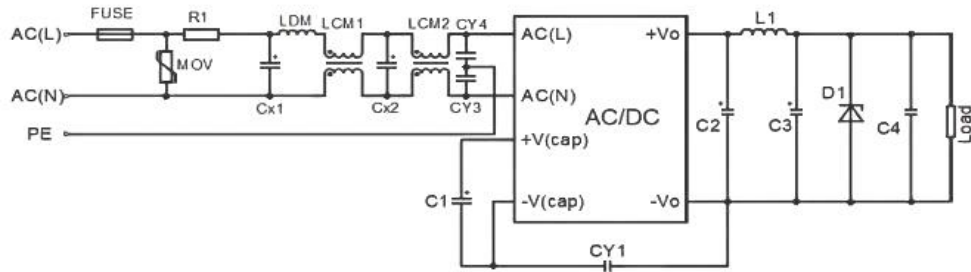 FUSE
R1
LDM
LCM1
LCM2
CY4
L1
AC(L)
AC(L)
+Vo
MOV
D1
AC(N)
Cx1
Cx2
CY3
AC(N)
AC/DC
C2
C3
C4
Load
PE
+V(cap)
C1
-V(cap)
-Vo
CY1